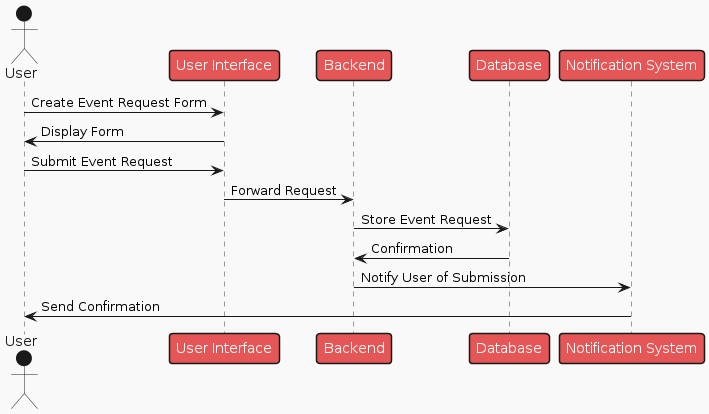 User
User Interface
Backend
Database
Notification System
Create Event Request Form
Display Form
Submit Event Request
Forward Request
Store Event Request
Confirmation
Notify User of Submission
Send Confirmation
User
User Interface
Backend
Database
Notification System